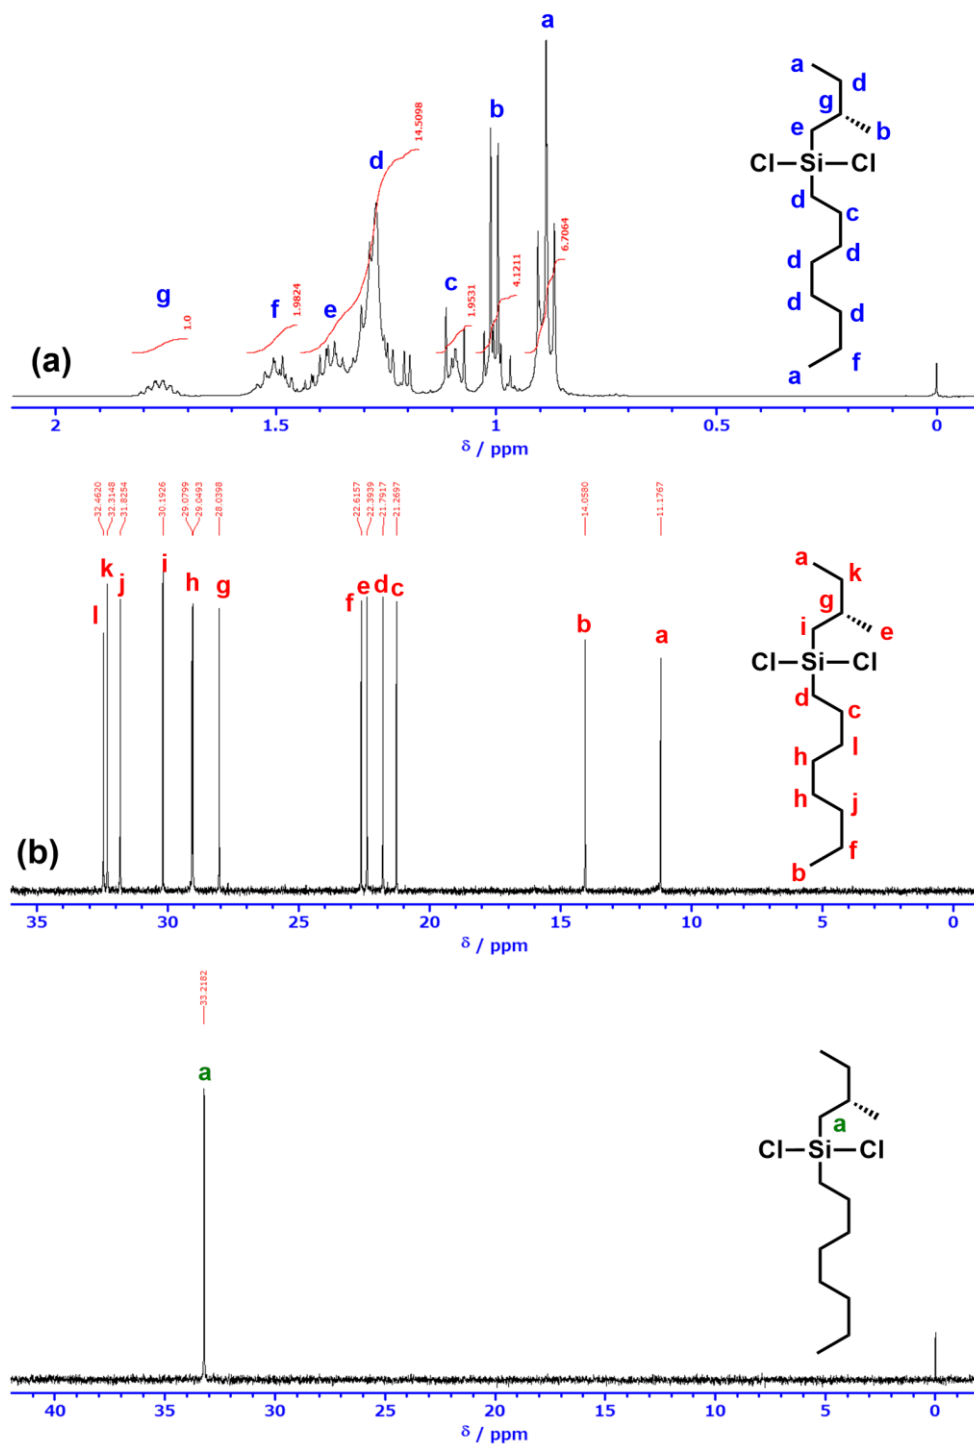 a
b
c
d
e
f
g
6.7064
4.1211
1.9531
14.5098
1.9824
1.0
(a)
2
1.5
1
0.5
0
δ / ppm
a
d
g
e
b
Cl
Si
Cl
d
c
d
d
d
d
f
a
32.4620
32.3148
31.8254
30.1926
29.0799
29.0493
28.0398
22.6157
22.3939
21.7917
21.2697
14.0580
11.1767
l
k
j
i
h
g
f
e
d
c
b
a
(b)
35
30
25
20
15
10
5
0
δ / ppm
a
k
g
i
e
Cl
Si
Cl
d
c
l
h
h
j
f
b
33.2182
a
40
35
30
25
20
15
10
5
0
δ / ppm
a
Cl
Si
Cl